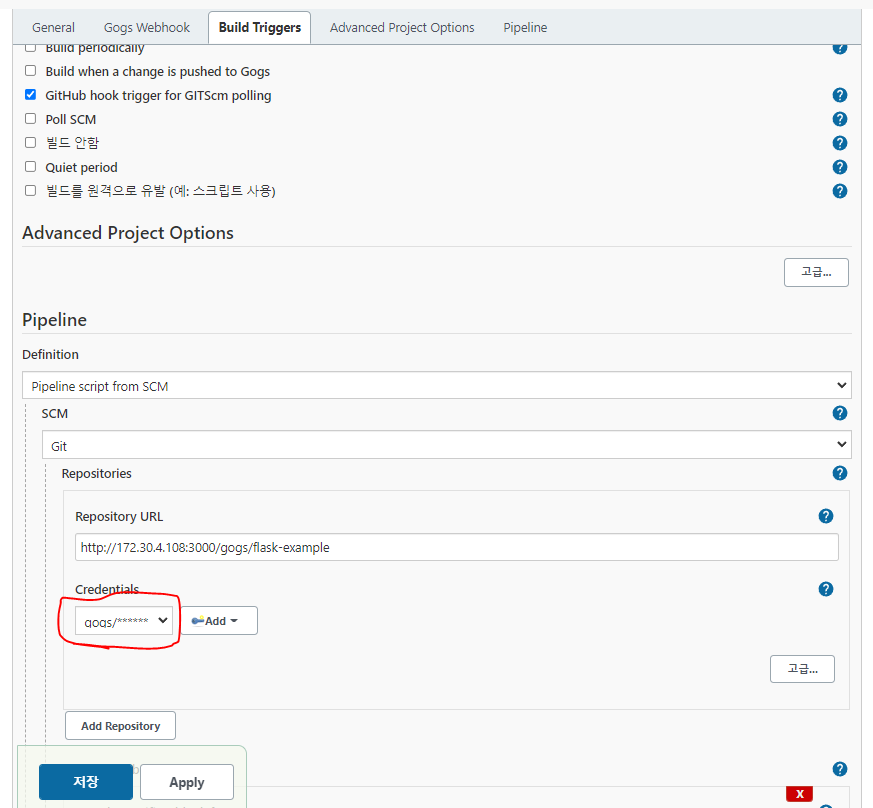 General Gogs Webhook Build Triggers Advanced Project Options Pipeline
Build periodically
Build when a change is pushed to Gogs
GitHub hook trigger for GITScm polling
Poll SCM
빌드 안함
Quiet period
빌드를 원격으로 유발 (예: 스크립트 사용)
Advanced Project Options
고급...
Pipeline
Definition
Pipeline script from SCM
SCM
Git
Repositories
Repository URL
http://172.30.4.108:3000/gogs/flask-example
Credentials
gogs/****** Add
고급...
Add Repository
저장 Apply
X